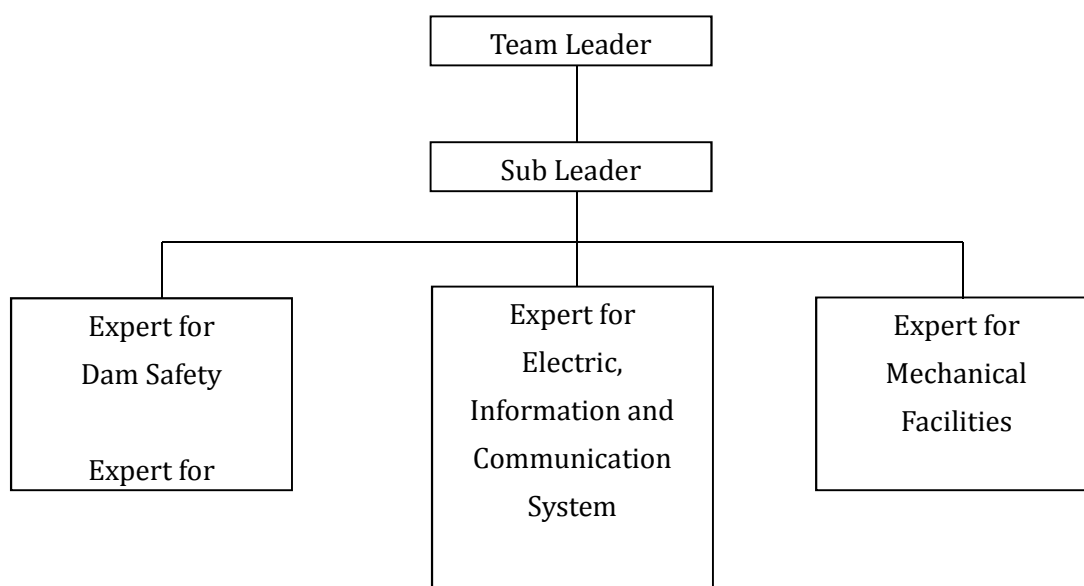 Team Leader
Sub Leader
Expert for
Dam Safety
Expert for
Expert for
Electric,
Information and
Communication
System
Expert for
Mechanical
Facilities